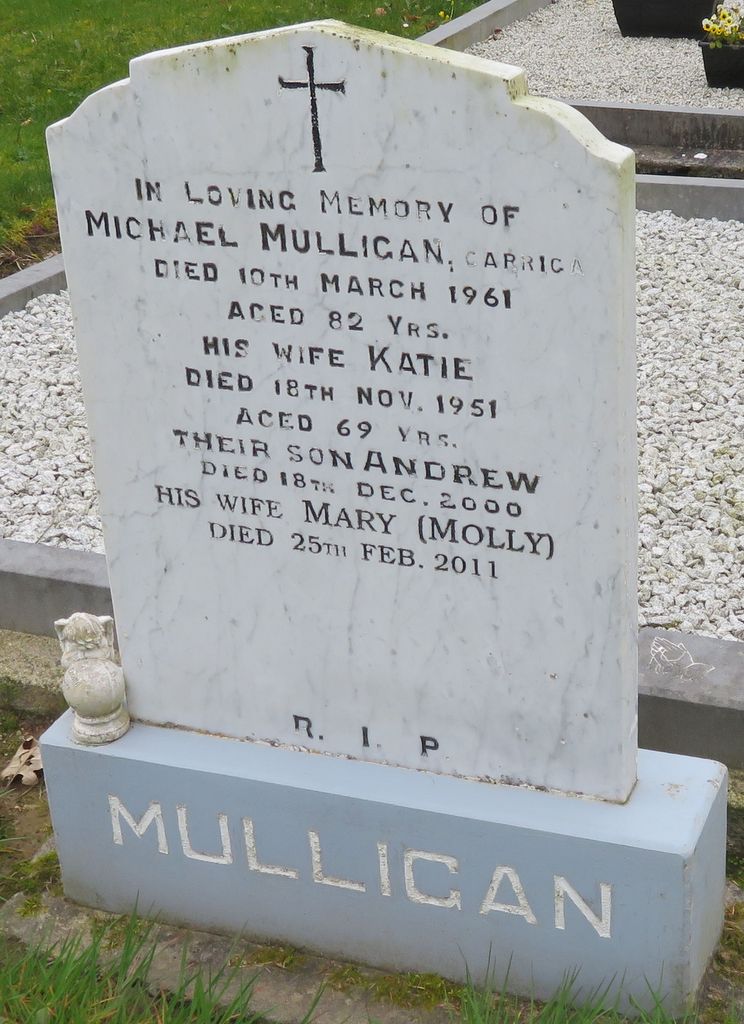 IN LOVING MEMORY OF
MICHAEL MULLIGAN, CARRIGA
DIED 10TH MARCH 1961
AGED 82 YRS.
HIS WIFE KATIE
DIED 18TH NOV. 1951
AGED 69 YRS.
THEIR SON ANDREW
DIED 18TH DEC. 2000
HIS WIFE MARY (MOLLY)
DIED 25TH FEB. 2011
R. I. P
MULLIGAN